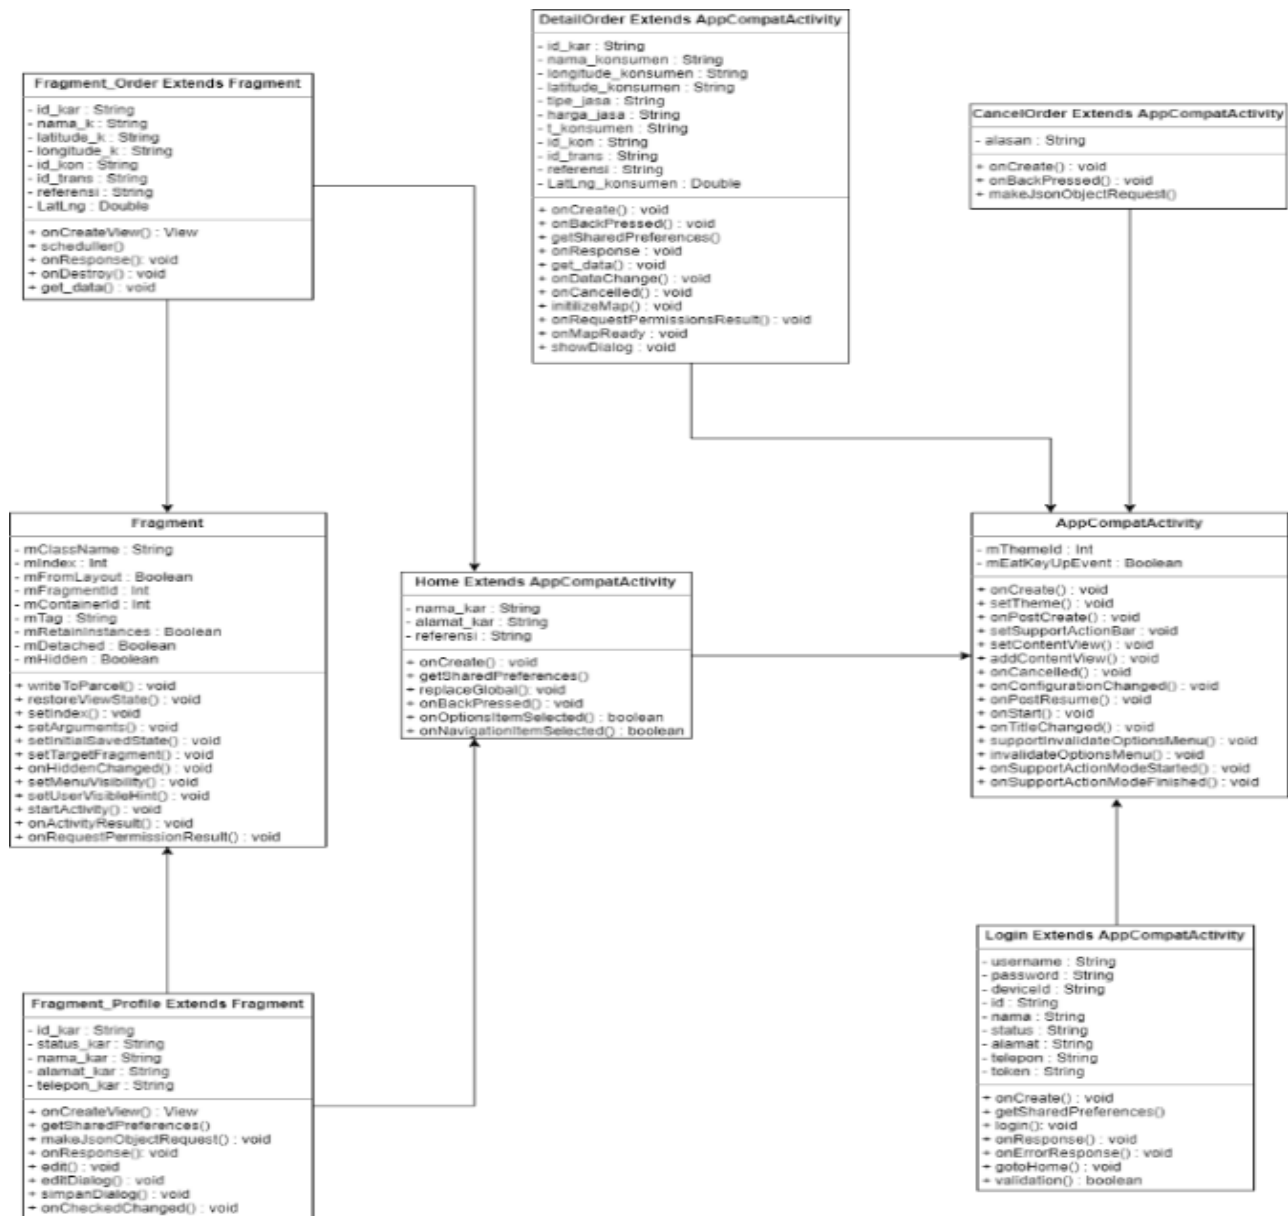 DetailOrder Extends AppCompatActivity
- id_kar : String
- nama_konsumen : String
- longitude_konsumen : String
- latitude_konsumen : String
- tipe_jasa : String
- harga_jasa : String
- t_konsumen : String
- id_kon : String
- id_trans : String
- referensi : String
- LatLng_konsumen : Double
+ onCreate() : void
+ onBackPressed() : void
+ getSharedPreferences()
+ onResponse : void
+ get_data() : void
+ onDataChange() : void
+ onCancelled() : void
+ initilizeMap() : void
+ onRequestPermissionsResult() : void
+ onMapReady : void
+ showDialog : void
Fragment_Order Extends Fragment
- id_kar : String
- nama_k : String
- latitude_k : String
- longitude_k : String
- id_kon : String
- id_trans : String
- referensi : String
- LatLng : Double
+ onCreateView() : View
+ scheduller()
+ onResponse(): void
+ onDestroy() : void
+ get_data() : void
CancelOrder Extends AppCompatActivity
- alasan : String
+ onCreate() : void
+ onBackPressed() : void
+ makeJsonObjectRequest()
Fragment
- mClassName : String
- mIndex : Int
- mFromLayout : Boolean
- mFragmentId : Int
- mContainerId : Int
- mTag : String
- mRetainInstances : Boolean
- mDetached : Boolean
- mHidden : Boolean
+ writeToParcel() : void
+ restoreViewState() : void
+ setIndex() : void
+ setArguments() : void
+ setInitialSavedState() : void
+ setTargetFragment() : void
+ onHiddenChanged() : void
+ setMenuVisibility() : void
+ setUserVisibleHint() : void
+ startActivity() : void
+ onActivityResult() : void
+ onRequestPermissionResult() : void
Home Extends AppCompatActivity
- nama_kar : String
- alamat_kar : String
- referensi : String
+ onCreate() : void
+ getSharedPreferences()
+ replaceGlobal(): void
+ onBackPressed() : void
+ onOptionsItemSelected() : boolean
+ onNavigationItemSelected() : boolean
AppCompatActivity
- mThemeId : Int
- mEatKeyUpEvent : Boolean
+ onCreate() : void
+ setTheme() : void
+ onPostCreate() : void
+ setSupportActionBar : void
+ setContentView() : void
+ addContentView() : void
+ onCancelled() : void
+ onConfigurationChanged() : void
+ onPostResume() : void
+ onStart() : void
+ onTitleChanged() : void
+ supportInvalidateOptionsMenu() : void
+ invalidateOptionsMenu() : void
+ onSupportActionModeStarted() : void
+ onSupportActionModeFinished() : void
Fragment_Profile Extends Fragment
- id_kar : String
- status_kar : String
- nama_kar : String
- alamat_kar : String
- telepon_kar : String
+ onCreateView() : View
+ getSharedPreferences()
+ makeJsonObjectRequest() : void
+ onResponse(): void
+ edit() : void
+ editDialog() : void
+ simpanDialog() : void
+ onCheckedChanged() : void
Login Extends AppCompatActivity
- username : String
- password : String
- deviceId : String
- id : String
- nama : String
- status : String
- alamat : String
- telepon : String
- token : String
+ onCreate() : void
+ getSharedPreferences()
+ login(): void
+ onResponse() : void
+ onErrorResponse() : void
+ gotoHome() : void
+ validation() : boolean